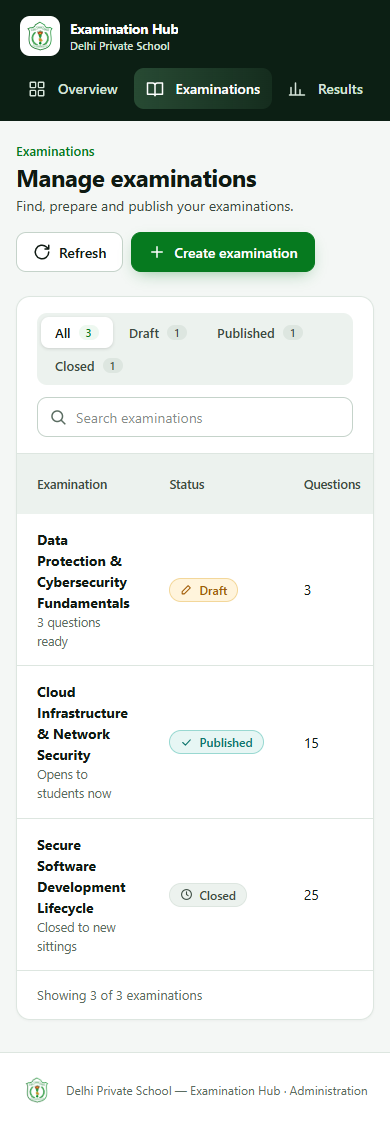 Examination Hub
Delhi Private School
Overview
Examinations
Results
Examinations
Manage examinations
Find, prepare and publish your examinations.
Refresh
Create examination
All 3
Draft 1
Published 1
Closed 1
Search examinations
Examination Status Questions
Data
Protection &
Cybersecurity
Fundamentals
3 questions
ready
Draft
3
Cloud
Infrastructure
& Network
Security
Opens to
students now
Published
15
Secure
Software
Development
Lifecycle
Closed to new
sittings
Closed
25
Showing 3 of 3 examinations
Delhi Private School — Examination Hub · Administration